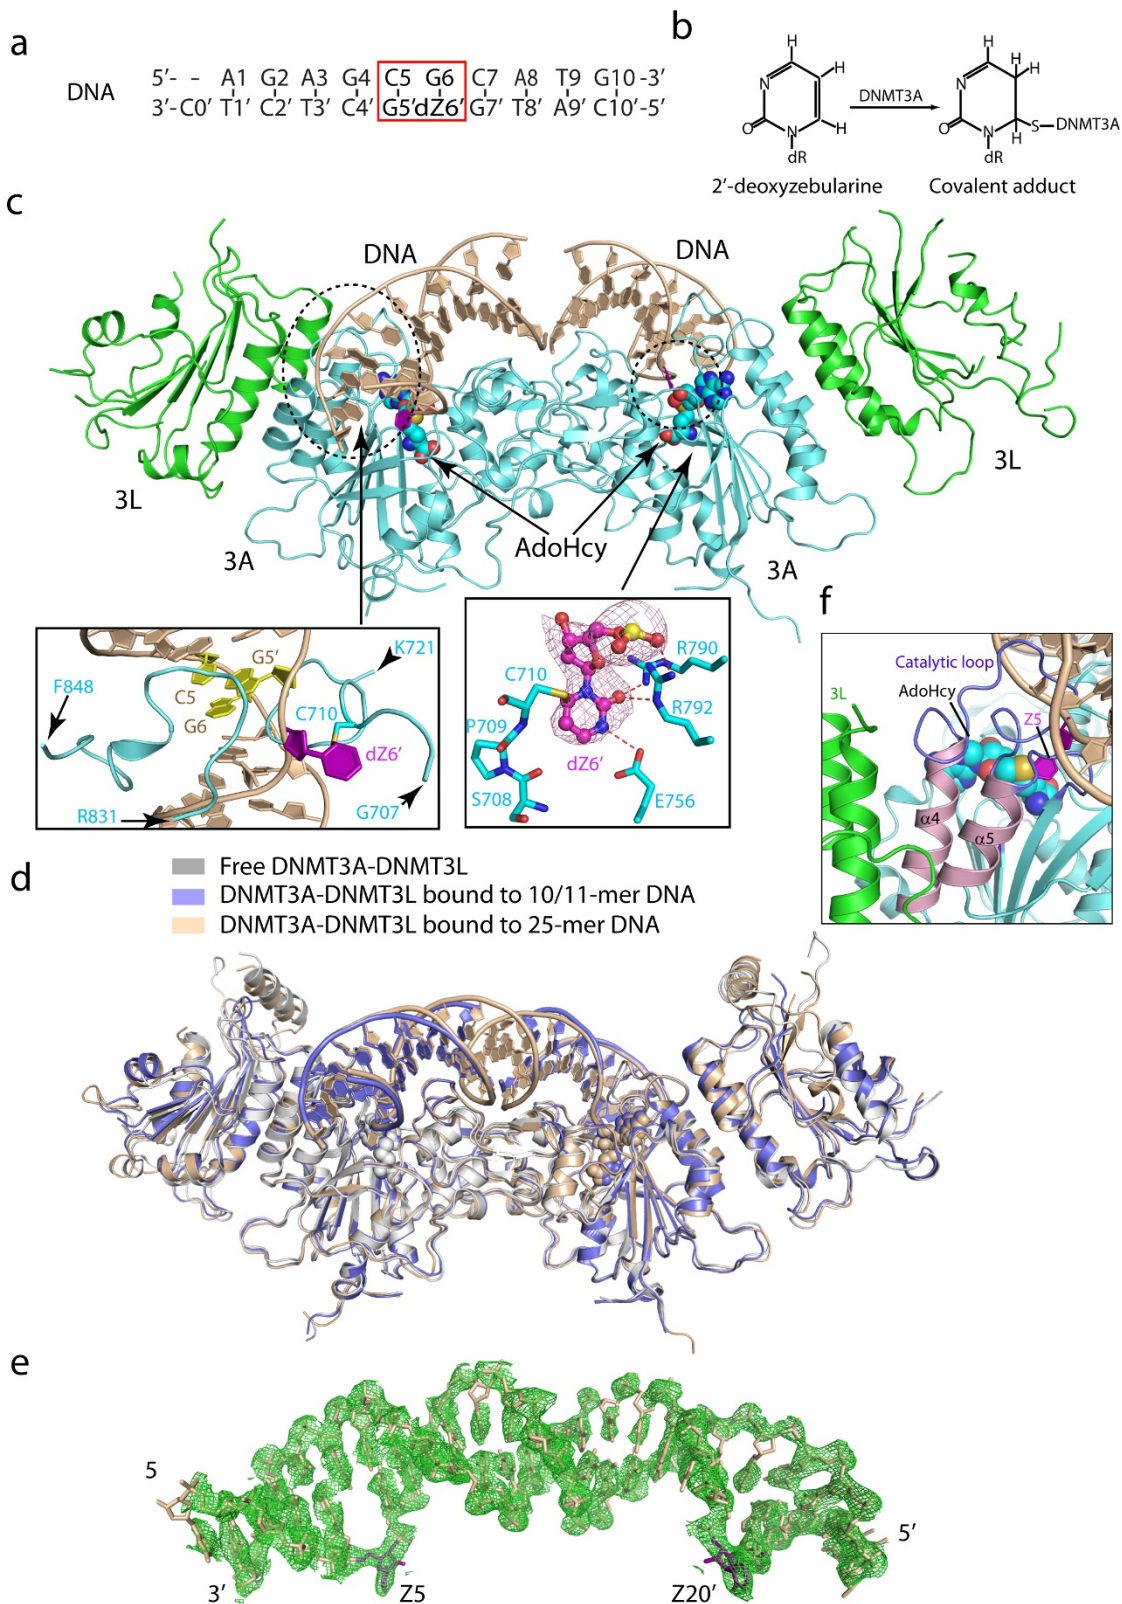 a
DNA
5′- - A1 G2 A3 G4 C5 G6 C7 A8 T9 G10 -3′
3′-C0′ T1′ C2′ T3′ C4′ G5′dZ6′ G7′ T8′ A9′ C10′-5′
b
H
N
H
O
N
H
dR
DNMT3A
H
H
N
H
O
N
S—DNMT3A
H
dR
2′-deoxyzebularine
Covalent adduct
c
DNA
DNA
3L
3L
3A
AdoHcy
3A
F848
G5′
K721
C5
G6
C710
dZ6′
R831
G707
C710
R790
P709
R792
dZ6′
S708
E756
f
Catalytic loop
3L
AdoHcy
Z5
α4
α5
d
Free DNMT3A-DNMT3L
DNMT3A-DNMT3L bound to 10/11-mer DNA
DNMT3A-DNMT3L bound to 25-mer DNA
e
5
5′
3′
Z5
Z20′